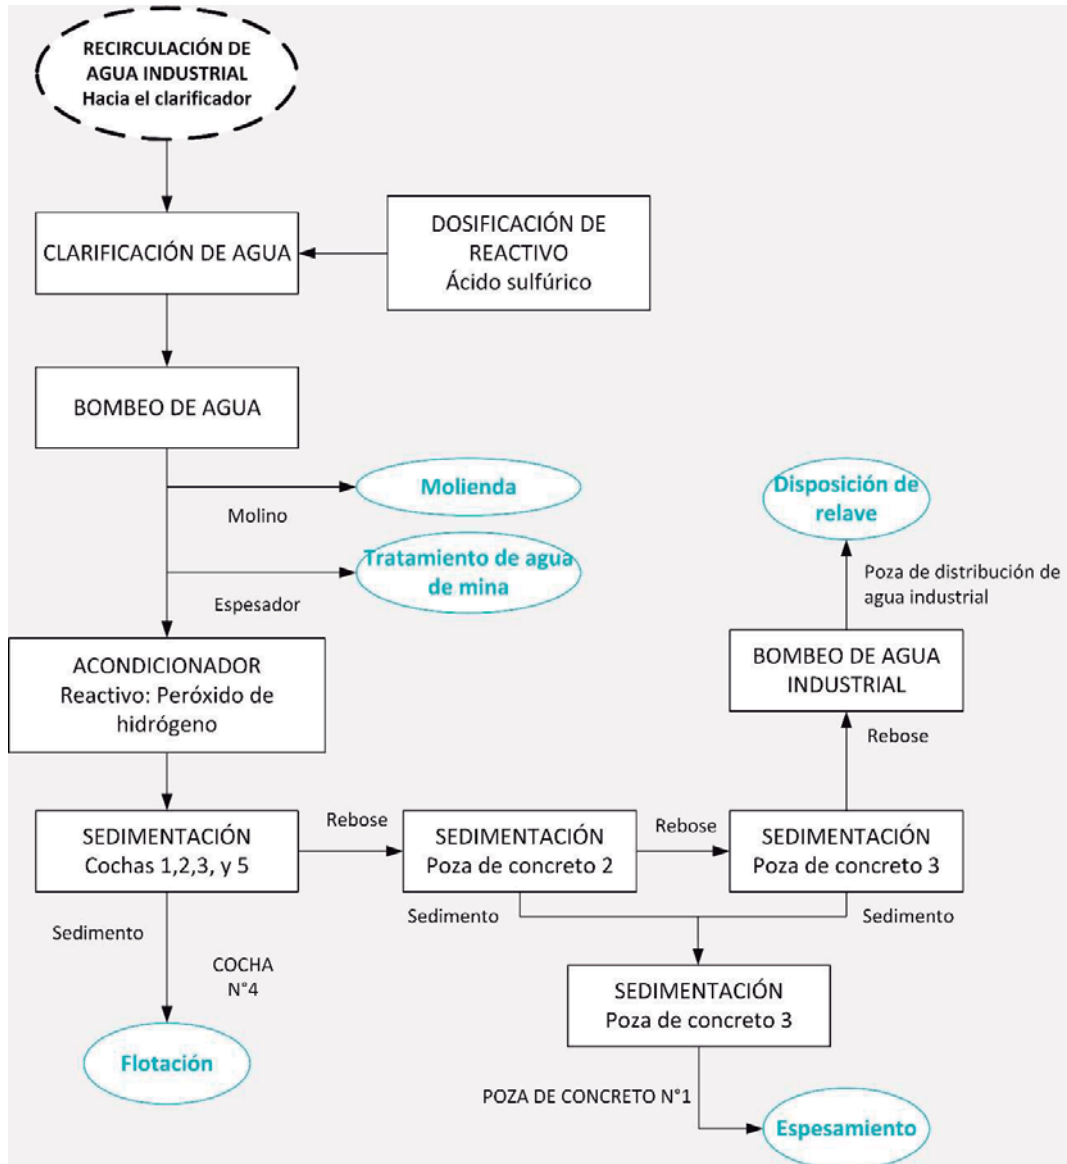 RECIRCULACIÓN DE
AGUA INDUSTRIAL
Hacia el clarificador
CLARIFICACIÓN DE AGUA
DOSIFICACIÓN DE
REACTIVO
Ácido sulfúrico
BOMBEO DE AGUA
Molienda
Molino
Tratamiento de agua
de mina
Espesador
Disposición de
relave
Poza de distribución de
agua industrial
ACONDICIONADOR
Reactivo: Peróxido de
hidrógeno
BOMBEO DE AGUA
INDUSTRIAL
Rebose
SEDIMENTACIÓN
Cochas 1,2,3, y 5
Rebose
SEDIMENTACIÓN
Poza de concreto 2
Rebose
SEDIMENTACIÓN
Poza de concreto 3
Sedimento
Sedimento
Sedimento
COCHA
N°4
SEDIMENTACIÓN
Poza de concreto 3
Flotación
POZA DE CONCRETO N°1
Espesamiento